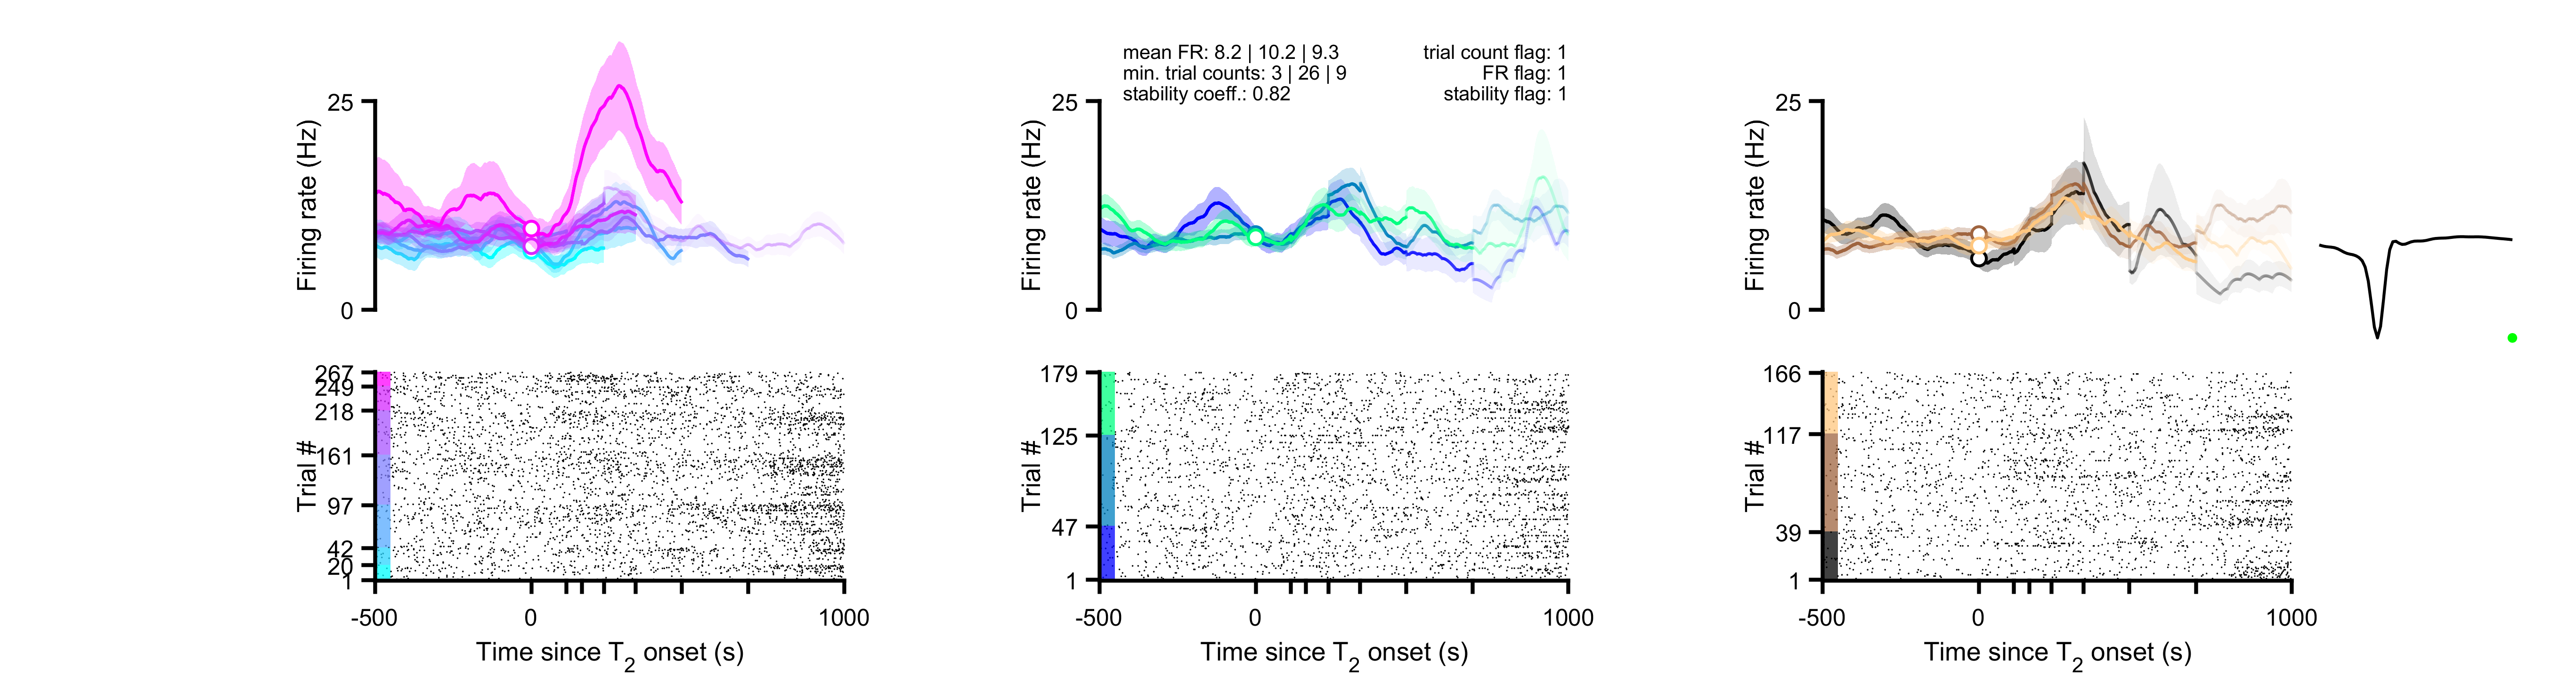 mean FR: 8.2 | 10.2 | 9.3
min. trial counts: 3 | 26 | 9
stability coeff.: 0.82
trial count flag: 1
FR flag: 1
stability flag: 1
25
0
Firing rate (Hz)
25
0
Firing rate (Hz)
25
0
Firing rate (Hz)
267
249
218
161
97
42
20
1
Trial #
-500
0
1000
Time since T2 onset (s)
179
125
47
1
Trial #
-500
0
1000
Time since T2 onset (s)
166
117
39
1
Trial #
-500
0
1000
Time since T2 onset (s)